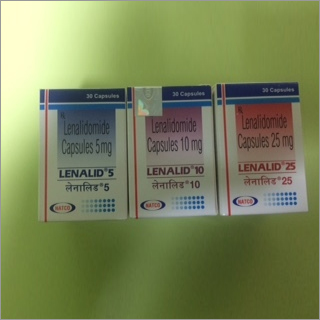 30 Capsules
Lenalidomide
Capsules 5mg
LENALID® 5
लेनालिड® 5
NATCO
30 Capsules
Lenalidomide
Capsules 10 mg
LENALID® 10
लेनालिड® 10
NATCO
30 Capsules
Lenalidomide
Capsules 25 mg
LENALID® 25
लेनालिड® 25
NATCO